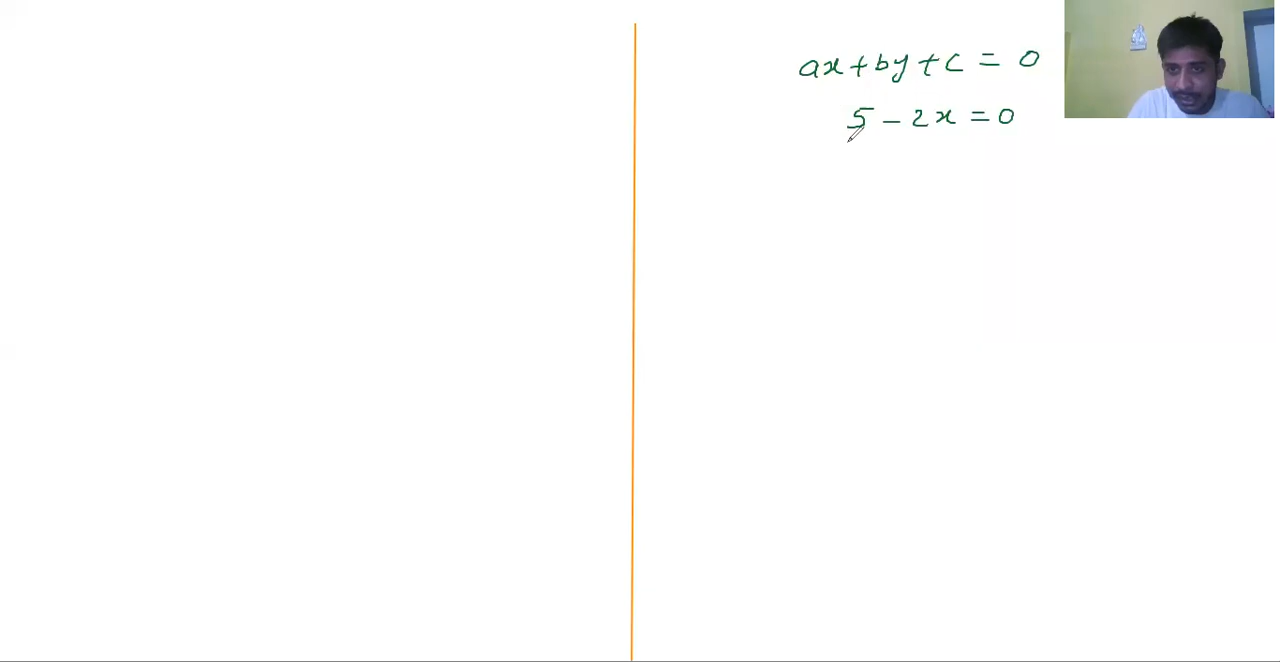 ax+by+c = 0
5 - 2x = 0